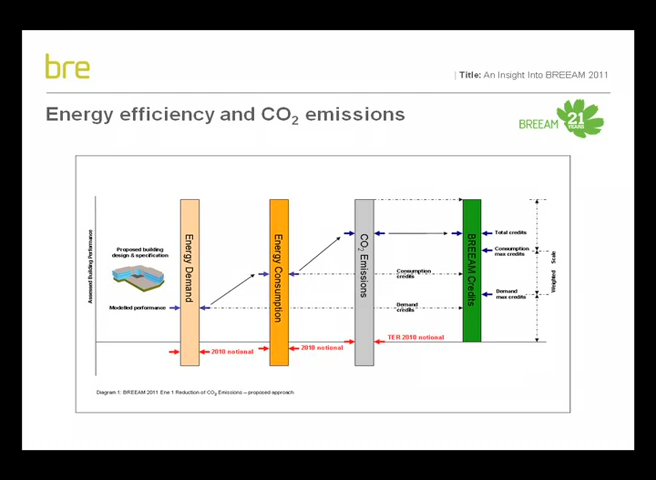 bre
Title: An Insight Into BREEAM 2011
Energy efficiency and CO₂ emissions
BREEAM 21 YEARS
Assessed Building Performance
Proposed building
design & specification
Modelled performance
Energy Demand
Energy Consumption
CO₂ Emissions
BREEAM Credits
Consumption
credits
Demand
credits
Total credits
Consumption
max credits
Demand
max credits
Weighted Scale
2010 notional
2010 notional
TER 2010 notional
Diagram 1: BREEAM 2011 Ene 1 Reduction of CO₂ Emissions – proposed approach